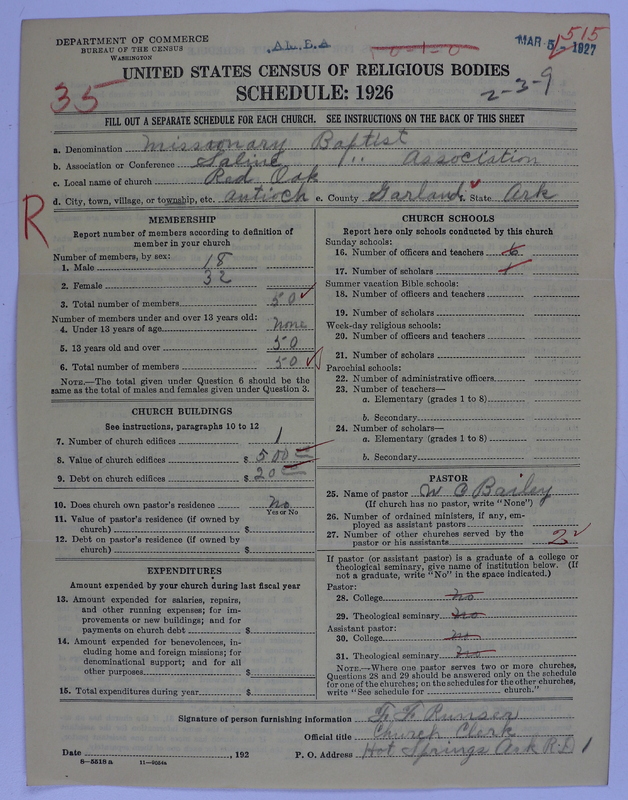 DEPARTMENT OF COMMERCE
BUREAU OF THE CENSUS
WASHINGTON
A.B.A
MAR 5 - 1927
515
UNITED STATES CENSUS OF RELIGIOUS BODIES
SCHEDULE: 1926
35
2-3-9
FILL OUT A SEPARATE SCHEDULE FOR EACH CHURCH. SEE INSTRUCTIONS ON THE BACK OF THIS SHEET
a. Denomination Missionary Baptist
b. Association or Conference Saline " Association
c. Local name of church Red Oak
d. City, town, village, or township, etc. Antioch e. County Garland f. State Ark
R
MEMBERSHIP
Report number of members according to definition of
member in your church
Number of members, by sex:
1. Male 18
2. Female 32
3. Total number of members 50
Number of members under and over 13 years old:
4. Under 13 years of age None
5. 13 years old and over 50
6. Total number of members 50
NOTE.—The total given under Question 6 should be the
same as the total of males and females given under Question 3.
CHURCH BUILDINGS
See instructions, paragraphs 10 to 12
7. Number of church edifices 1
8. Value of church edifices $ 500
9. Debt on church edifices $ 20
10. Does church own pastor's residence No
Yes or No
11. Value of pastor's residence (if owned by
church) $
12. Debt on pastor's residence (if owned by
church) $
EXPENDITURES
Amount expended by your church during last fiscal year
13. Amount expended for salaries, repairs,
and other running expenses; for im-
provements or new buildings; and for
payments on church debt $
14. Amount expended for benevolences, in-
cluding home and foreign missions; for
denominational support; and for all
other purposes $
15. Total expenditures during year $
CHURCH SCHOOLS
Report here only schools conducted by this church
Sunday schools:
16. Number of officers and teachers
17. Number of scholars
Summer vacation Bible schools:
18. Number of officers and teachers
19. Number of scholars
Week-day religious schools:
20. Number of officers and teachers
21. Number of scholars
Parochial schools:
22. Number of administrative officers
23. Number of teachers—
a. Elementary (grades 1 to 8)
b. Secondary
24. Number of scholars—
a. Elementary (grades 1 to 8)
b. Secondary
PASTOR
25. Name of pastor W C Bailey
(If church has no pastor, write "None")
26. Number of ordained ministers, if any, em-
ployed as assistant pastors
27. Number of other churches served by the
pastor or his assistants 2
If pastor (or assistant pastor) is a graduate of a college or
theological seminary, give name of institution below. (If
not a graduate, write "No" in the space indicated.)
Pastor:
28. College No
29. Theological seminary No
Assistant pastor:
30. College No
31. Theological seminary No
NOTE.—Where one pastor serves two or more churches,
Questions 28 and 29 should be answered only on the schedule
for one of the churches; on the schedules for the other churches,
write "See schedule for church."
Signature of person furnishing information
Official title Church Clerk
Date , 192 P. O. Address Hot Springs Ark R.D 1
8-5518a 11-9054a